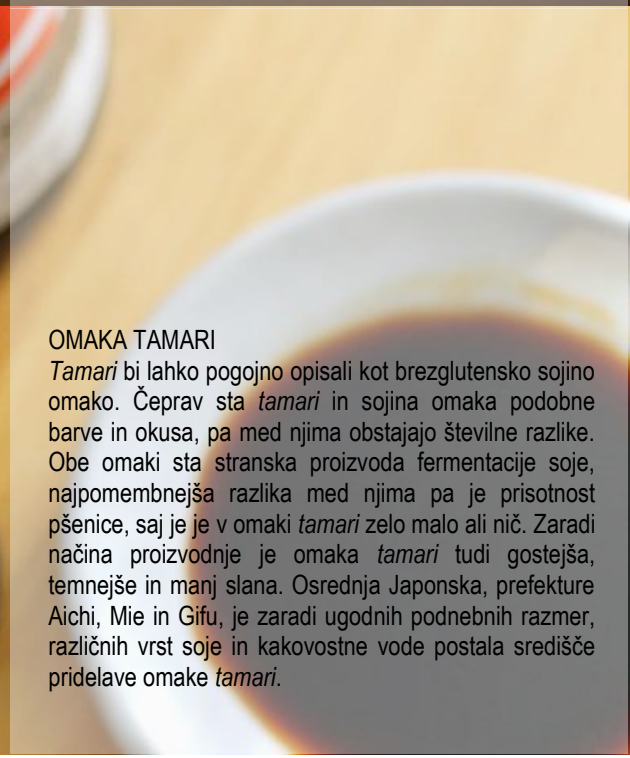 OMAKA TAMARI
Tamari bi lahko pogojno opisali kot brezglutensko sojino
omako. Čeprav sta tamari in sojina omaka podobne
barve in okusa, pa med njima obstajajo številne razlike.
Obe omaki sta stranska proizvoda fermentacije soje,
najpomembnejša razlika med njima pa je prisotnost
pšenice, saj je je v omaki tamari zelo malo ali nič. Zaradi
načina proizvodnje je omaka tamari tudi gostejša,
temnejše in manj slana. Osrednja Japonska, prefekture
Aichi, Mie in Gifu, je zaradi ugodnih podnebnih razmer,
različnih vrst soje in kakovostne vode postala središče
pridelave omake tamari.